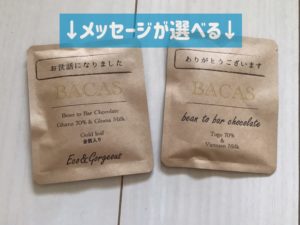 ↓メッセージが選べる↓
お世話になりました
BACAS
Bean to Bar Chocolate
Ghana 70% & Ghana Milk
Gold leaf
金箔入り
Eco&Gorgeous
ありがとうございます
BACAS
bean to bar chocolate
Togo 70%
&
Vietnam Milk